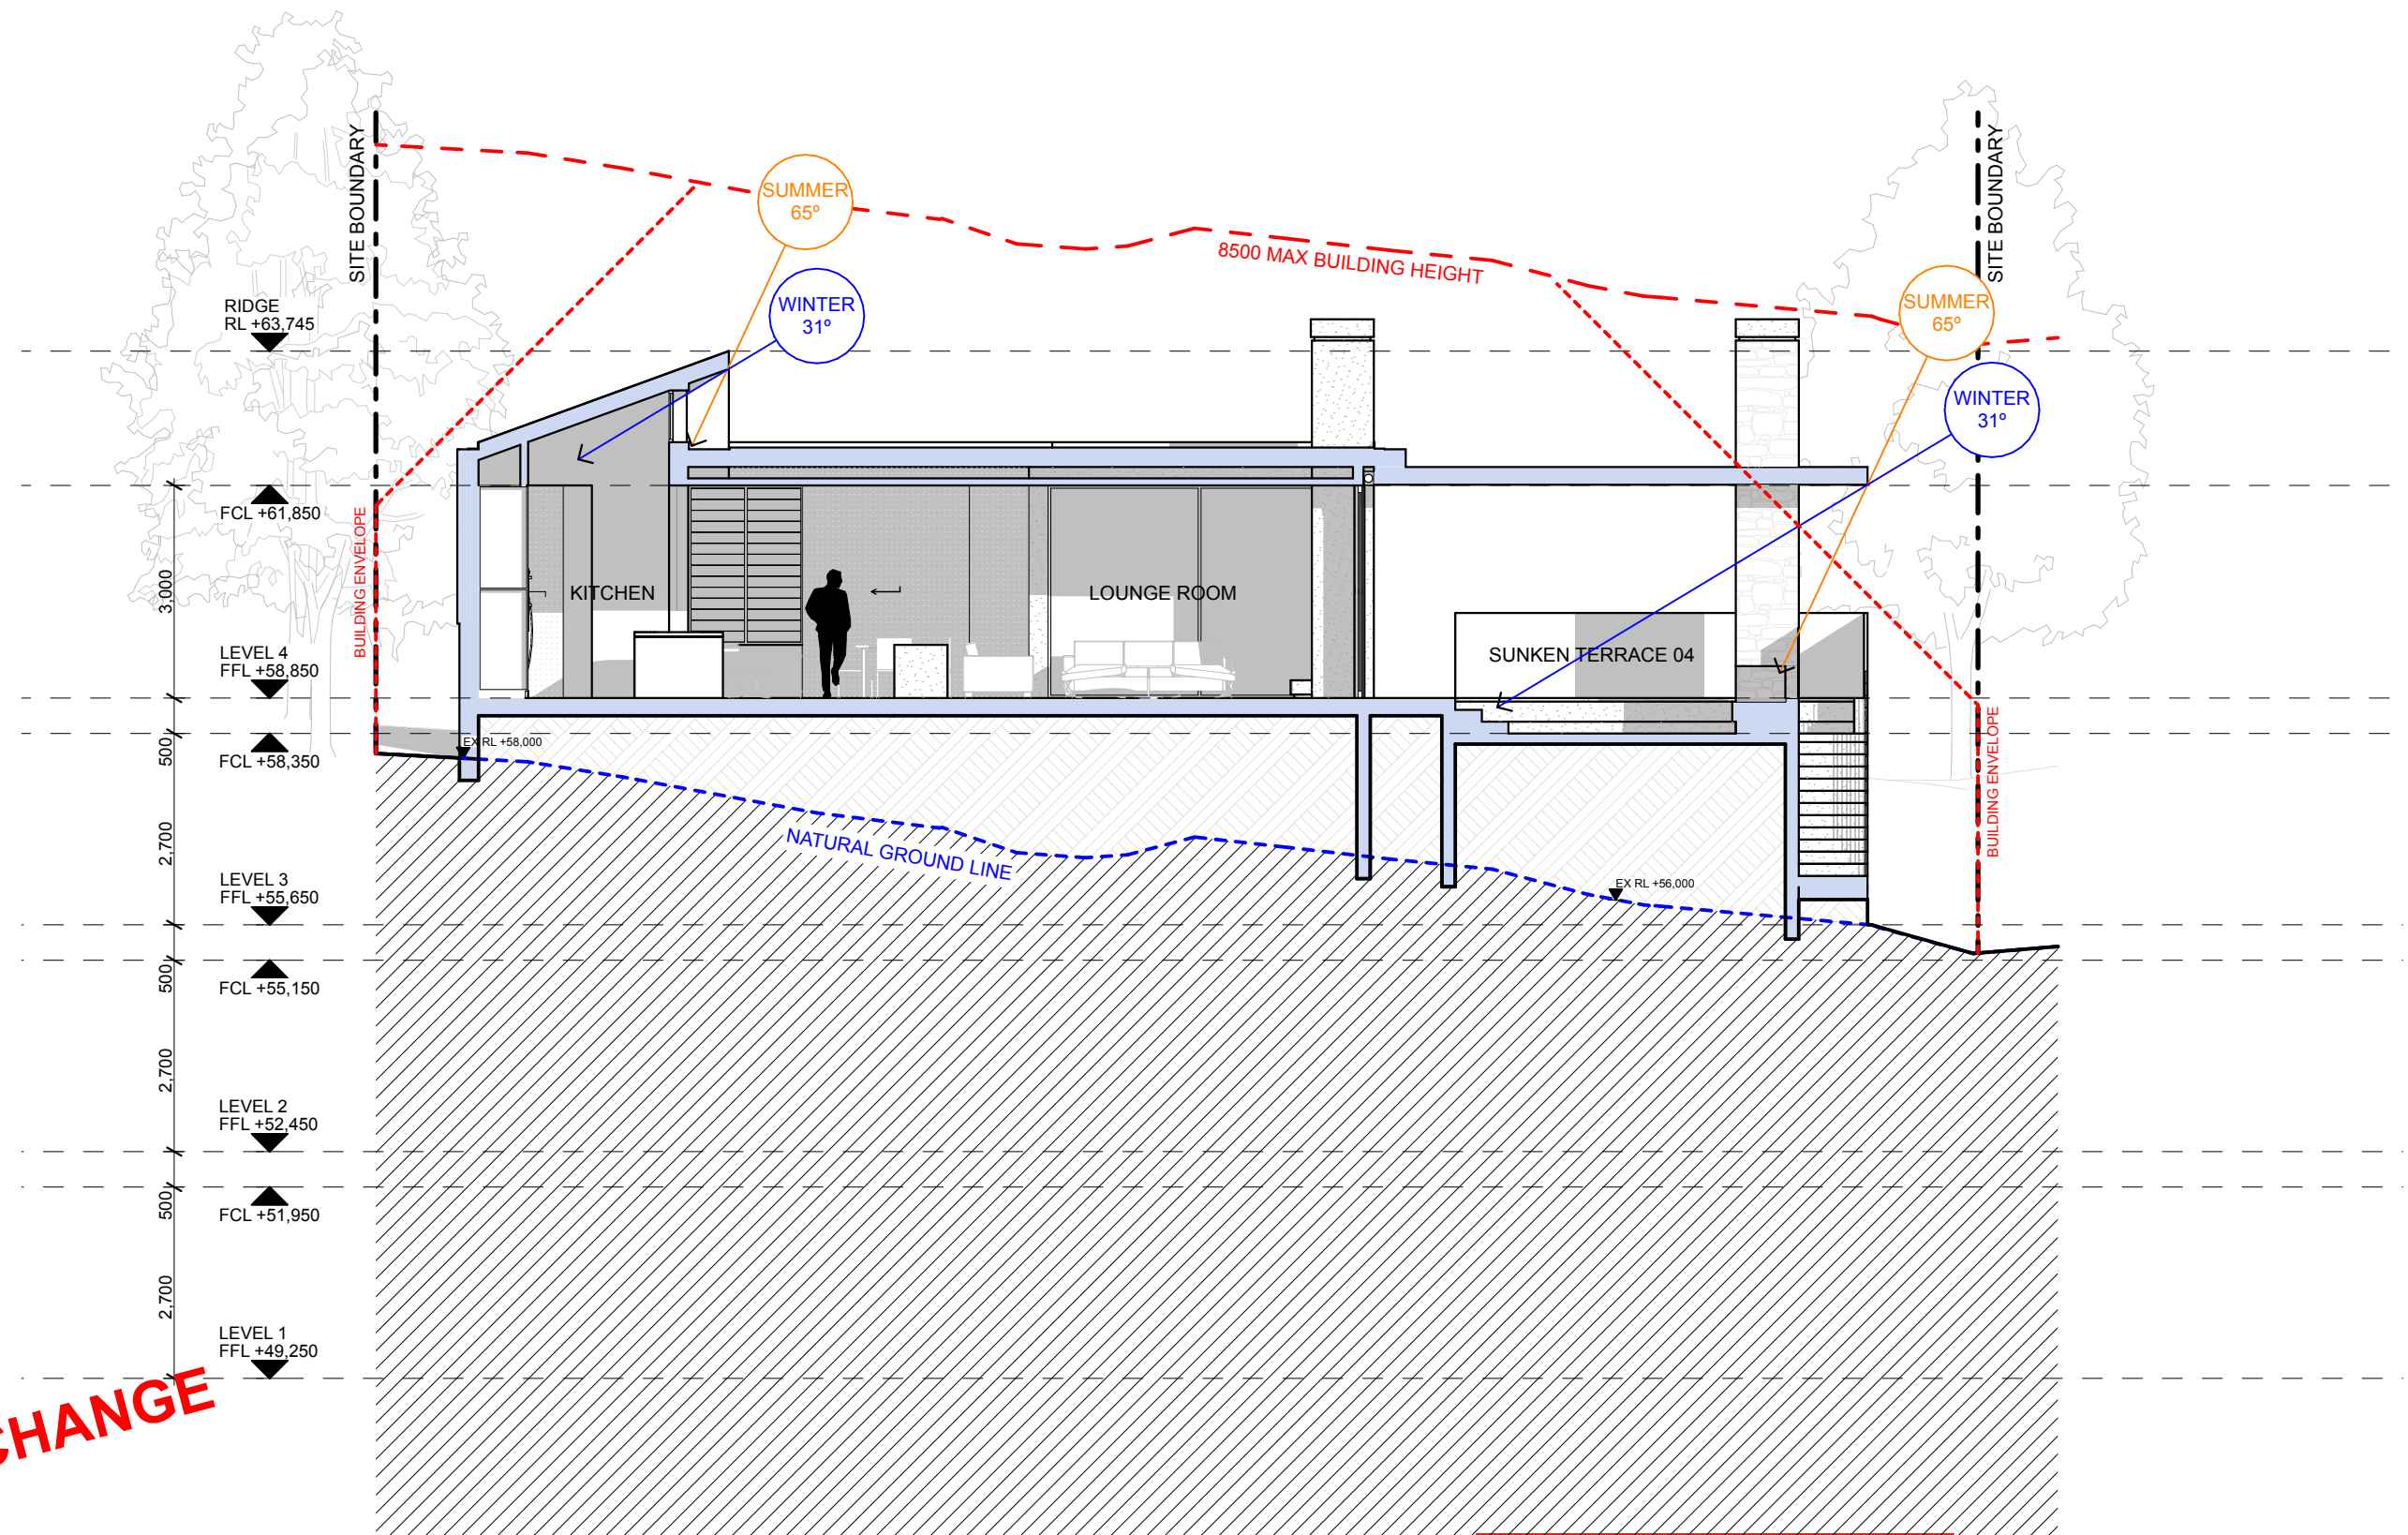 SITE BOUNDARY
SITE BOUNDARY
SUMMER
65º
WINTER
31º
8500 MAX BUILDING HEIGHT
SUMMER
65º
WINTER
31º
RIDGE
RL +63,745
FCL +61,850
BUILDING ENVELOPE
3,000
KITCHEN
LOUNGE ROOM
SUNKEN TERRACE 04
LEVEL 4
FFL +58,850
500
FCL +58,350
EX RL +58,000
BUILDING ENVELOPE
2,700
NATURAL GROUND LINE
EX RL +56,000
LEVEL 3
FFL +55,650
500
FCL +55,150
2,700
LEVEL 2
FFL +52,450
500
FCL +51,950
2,700
LEVEL 1
FFL +49,250
CHANGE